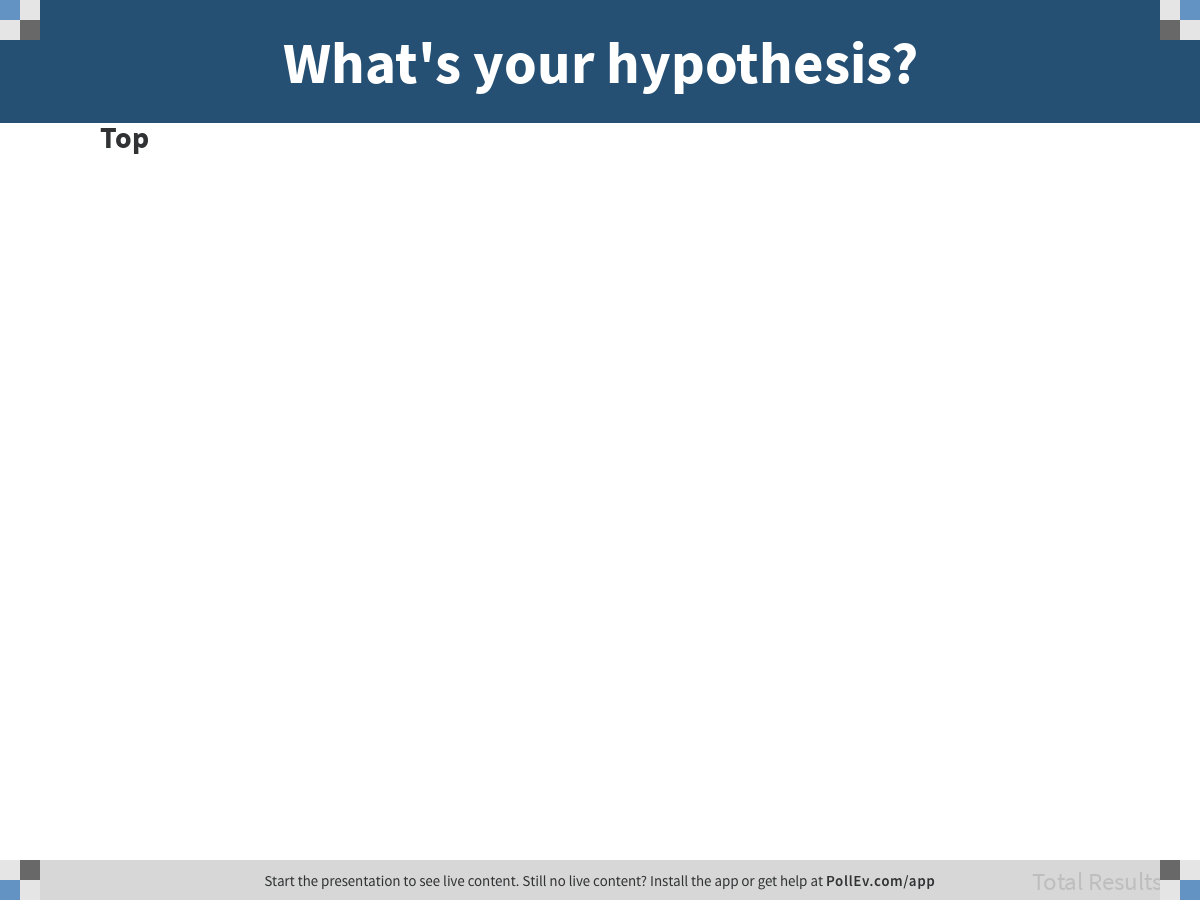 What's your hypothesis?
Top
Start the presentation to see live content. Still no live content? Install the app or get help at PollEv.com/app
Total Results